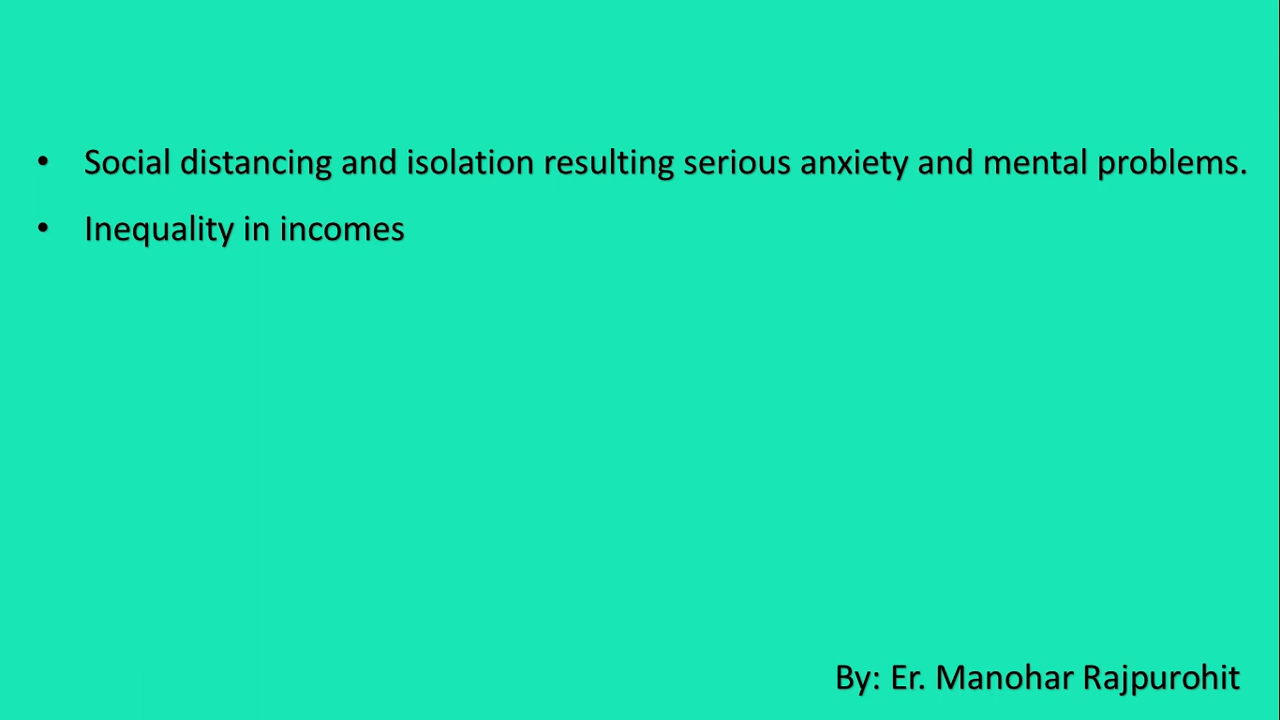 • Social distancing and isolation resulting serious anxiety and mental problems.
• Inequality in incomes
By: Er. Manohar Rajpurohit